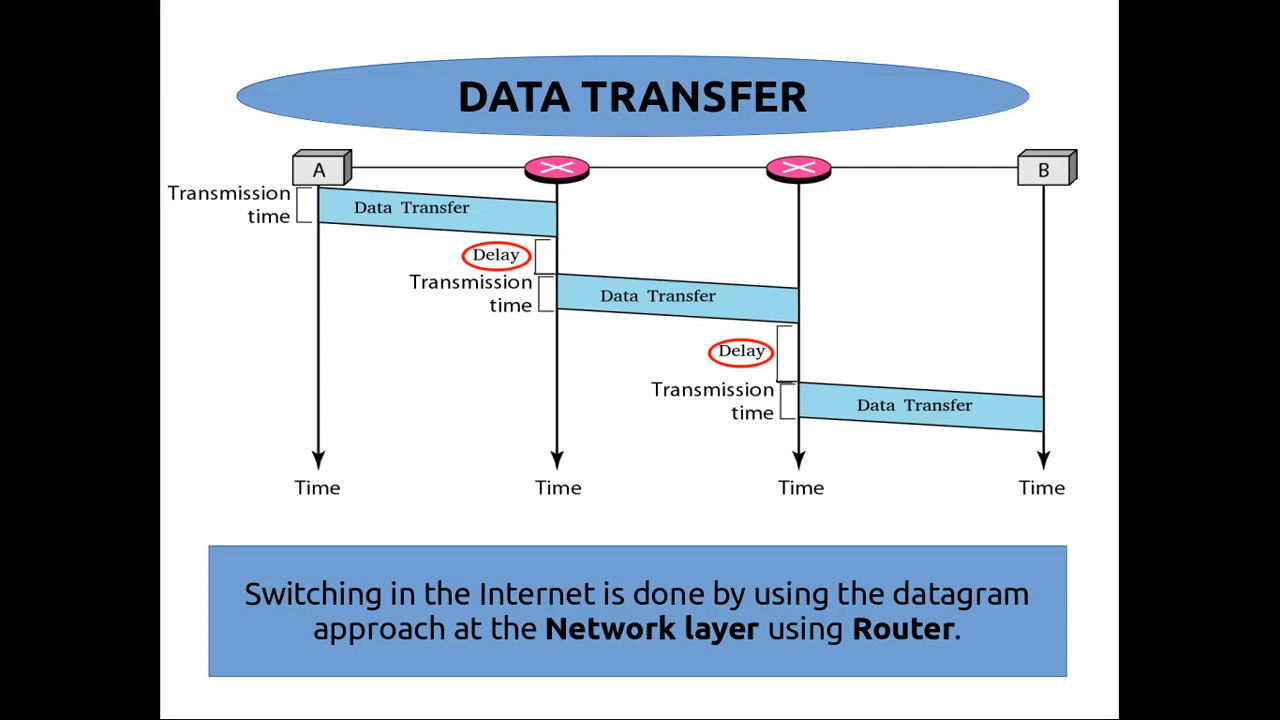 DATA TRANSFER
A
B
Transmission
time
Data Transfer
Delay
Transmission
time
Data Transfer
Delay
Transmission
time
Data Transfer
Time
Time
Time
Time
Switching in the Internet is done by using the datagram
approach at the Network layer using Router.